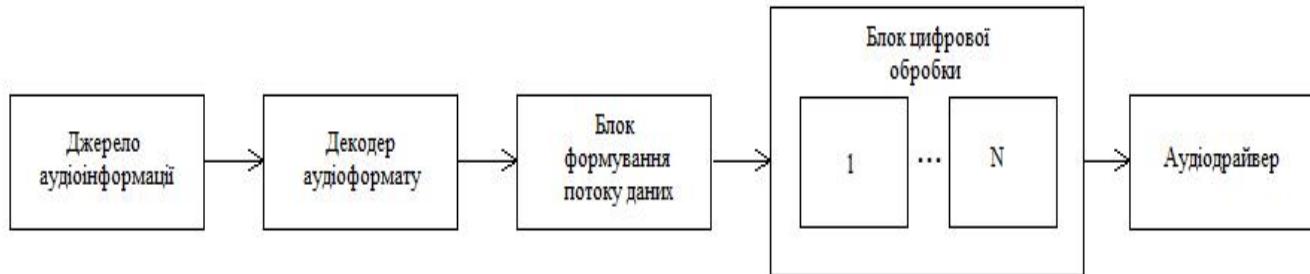 Джерело
аудіоінформації
Декодер
аудіоформату
Блок
формування
потоку даних
Блок цифрової
обробки
1 ... N
Аудіодрайвер